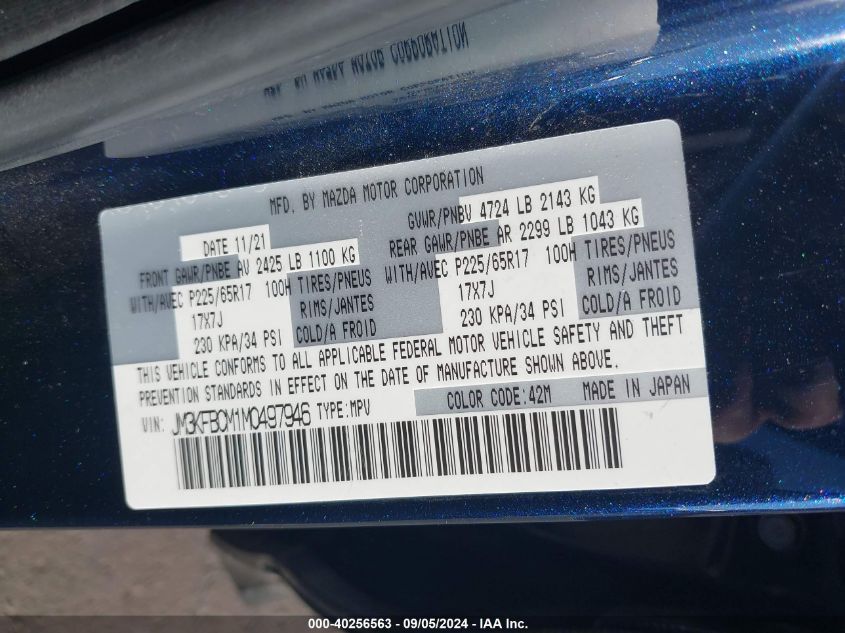 MFD. BY MAZDA MOTOR CORPORATION
DATE 11/21
GVWR/PNBV 4724 LB 2143 KG
FRONT GAWR/PNBE AV 2425 LB 1100 KG
REAR GAWR/PNBE AR 2299 LB 1043 KG
WITH/AVEC P225/65R17 100H TIRES/PNEUS
WITH/AVEC P225/65R17 100H TIRES/PNEUS
17X7J RIMS/JANTES
17X7J RIMS/JANTES
230 KPA/34 PSI COLD/A FROID
230 KPA/34 PSI COLD/A FROID
THIS VEHICLE CONFORMS TO ALL APPLICABLE FEDERAL MOTOR VEHICLE SAFETY AND THEFT
PREVENTION STANDARDS IN EFFECT ON THE DATE OF MANUFACTURE SHOWN ABOVE.
COLOR CODE:42M MADE IN JAPAN
VIN: JM3KFBCM1M0497946 TYPE:MPV
000-40256563 - 09/05/2024 - IAA Inc.